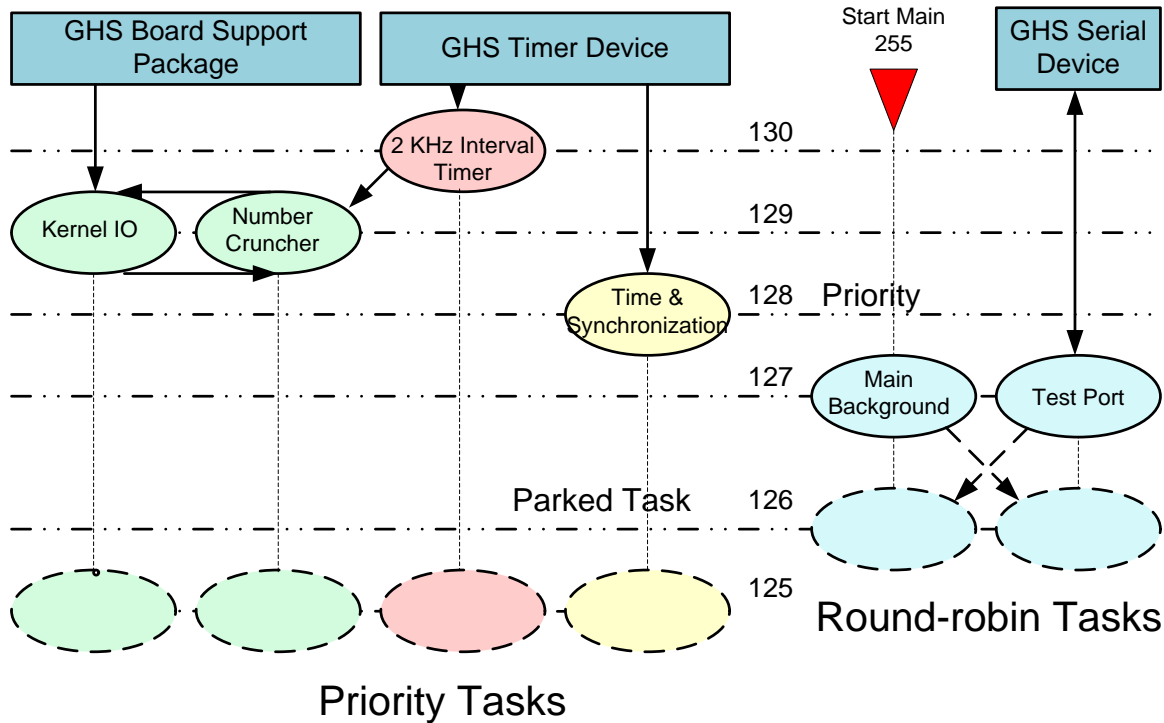 GHS Board Support
Package
GHS Timer Device
Start Main
255
GHS Serial
Device
130
2 KHz Interval
Timer
129
Kernel IO
Number
Cruncher
128
Priority
Time &
Synchronization
127
Main
Background
Test Port
126
Parked Task
125
Round-robin Tasks
Priority Tasks